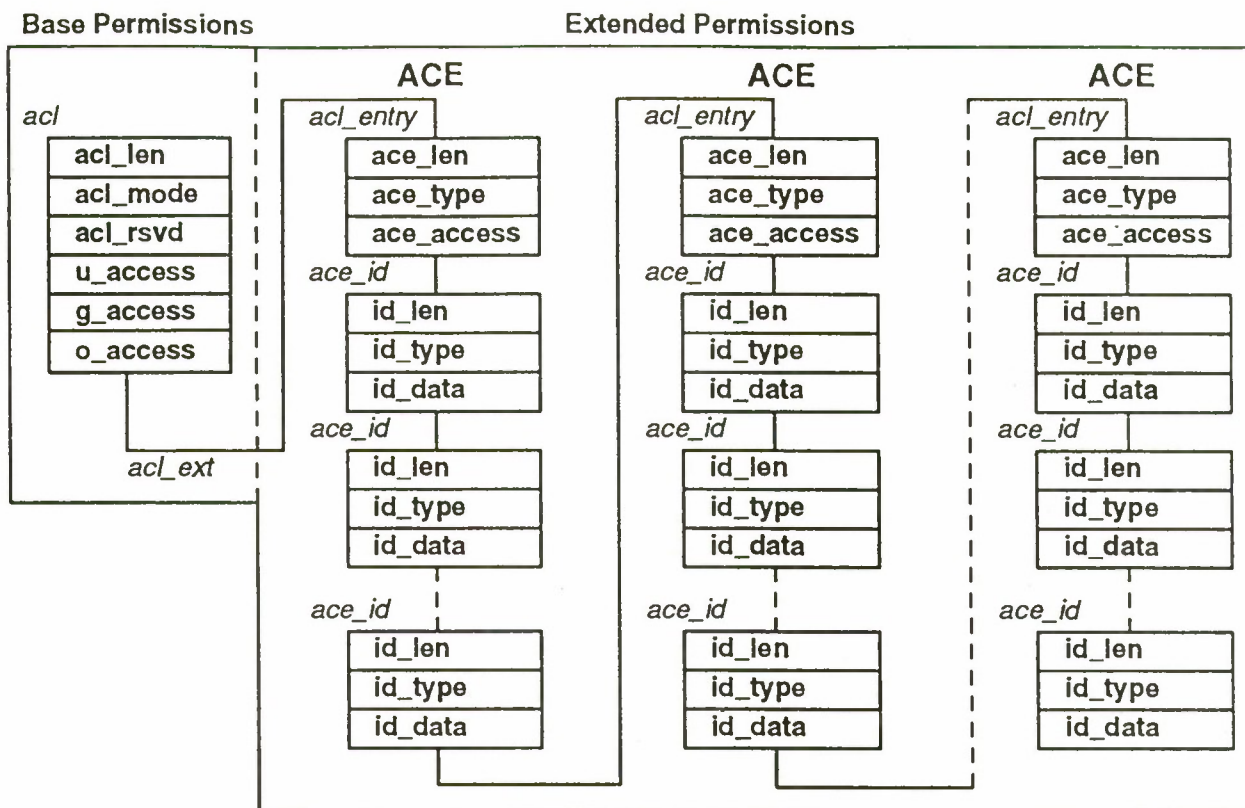 Base Permissions
Extended Permissions
acl
acl_len
acl_mode
acl_rsvd
u_access
g_access
o_access
acl_ext
ACE
acl_entry
ace_len
ace_type
ace_access
ace_id
id_len
id_type
id_data
ace_id
id_len
id_type
id_data
ace_id
id_len
id_type
id_data
ACE
acl_entry
ace_len
ace_type
ace_access
ace_id
id_len
id_type
id_data
ace_id
id_len
id_type
id_data
ace_id
id_len
id_type
id_data
ACE
acl_entry
ace_len
ace_type
ace_access
ace_id
id_len
id_type
id_data
ace_id
id_len
id_type
id_data
ace_id
id_len
id_type
id_data